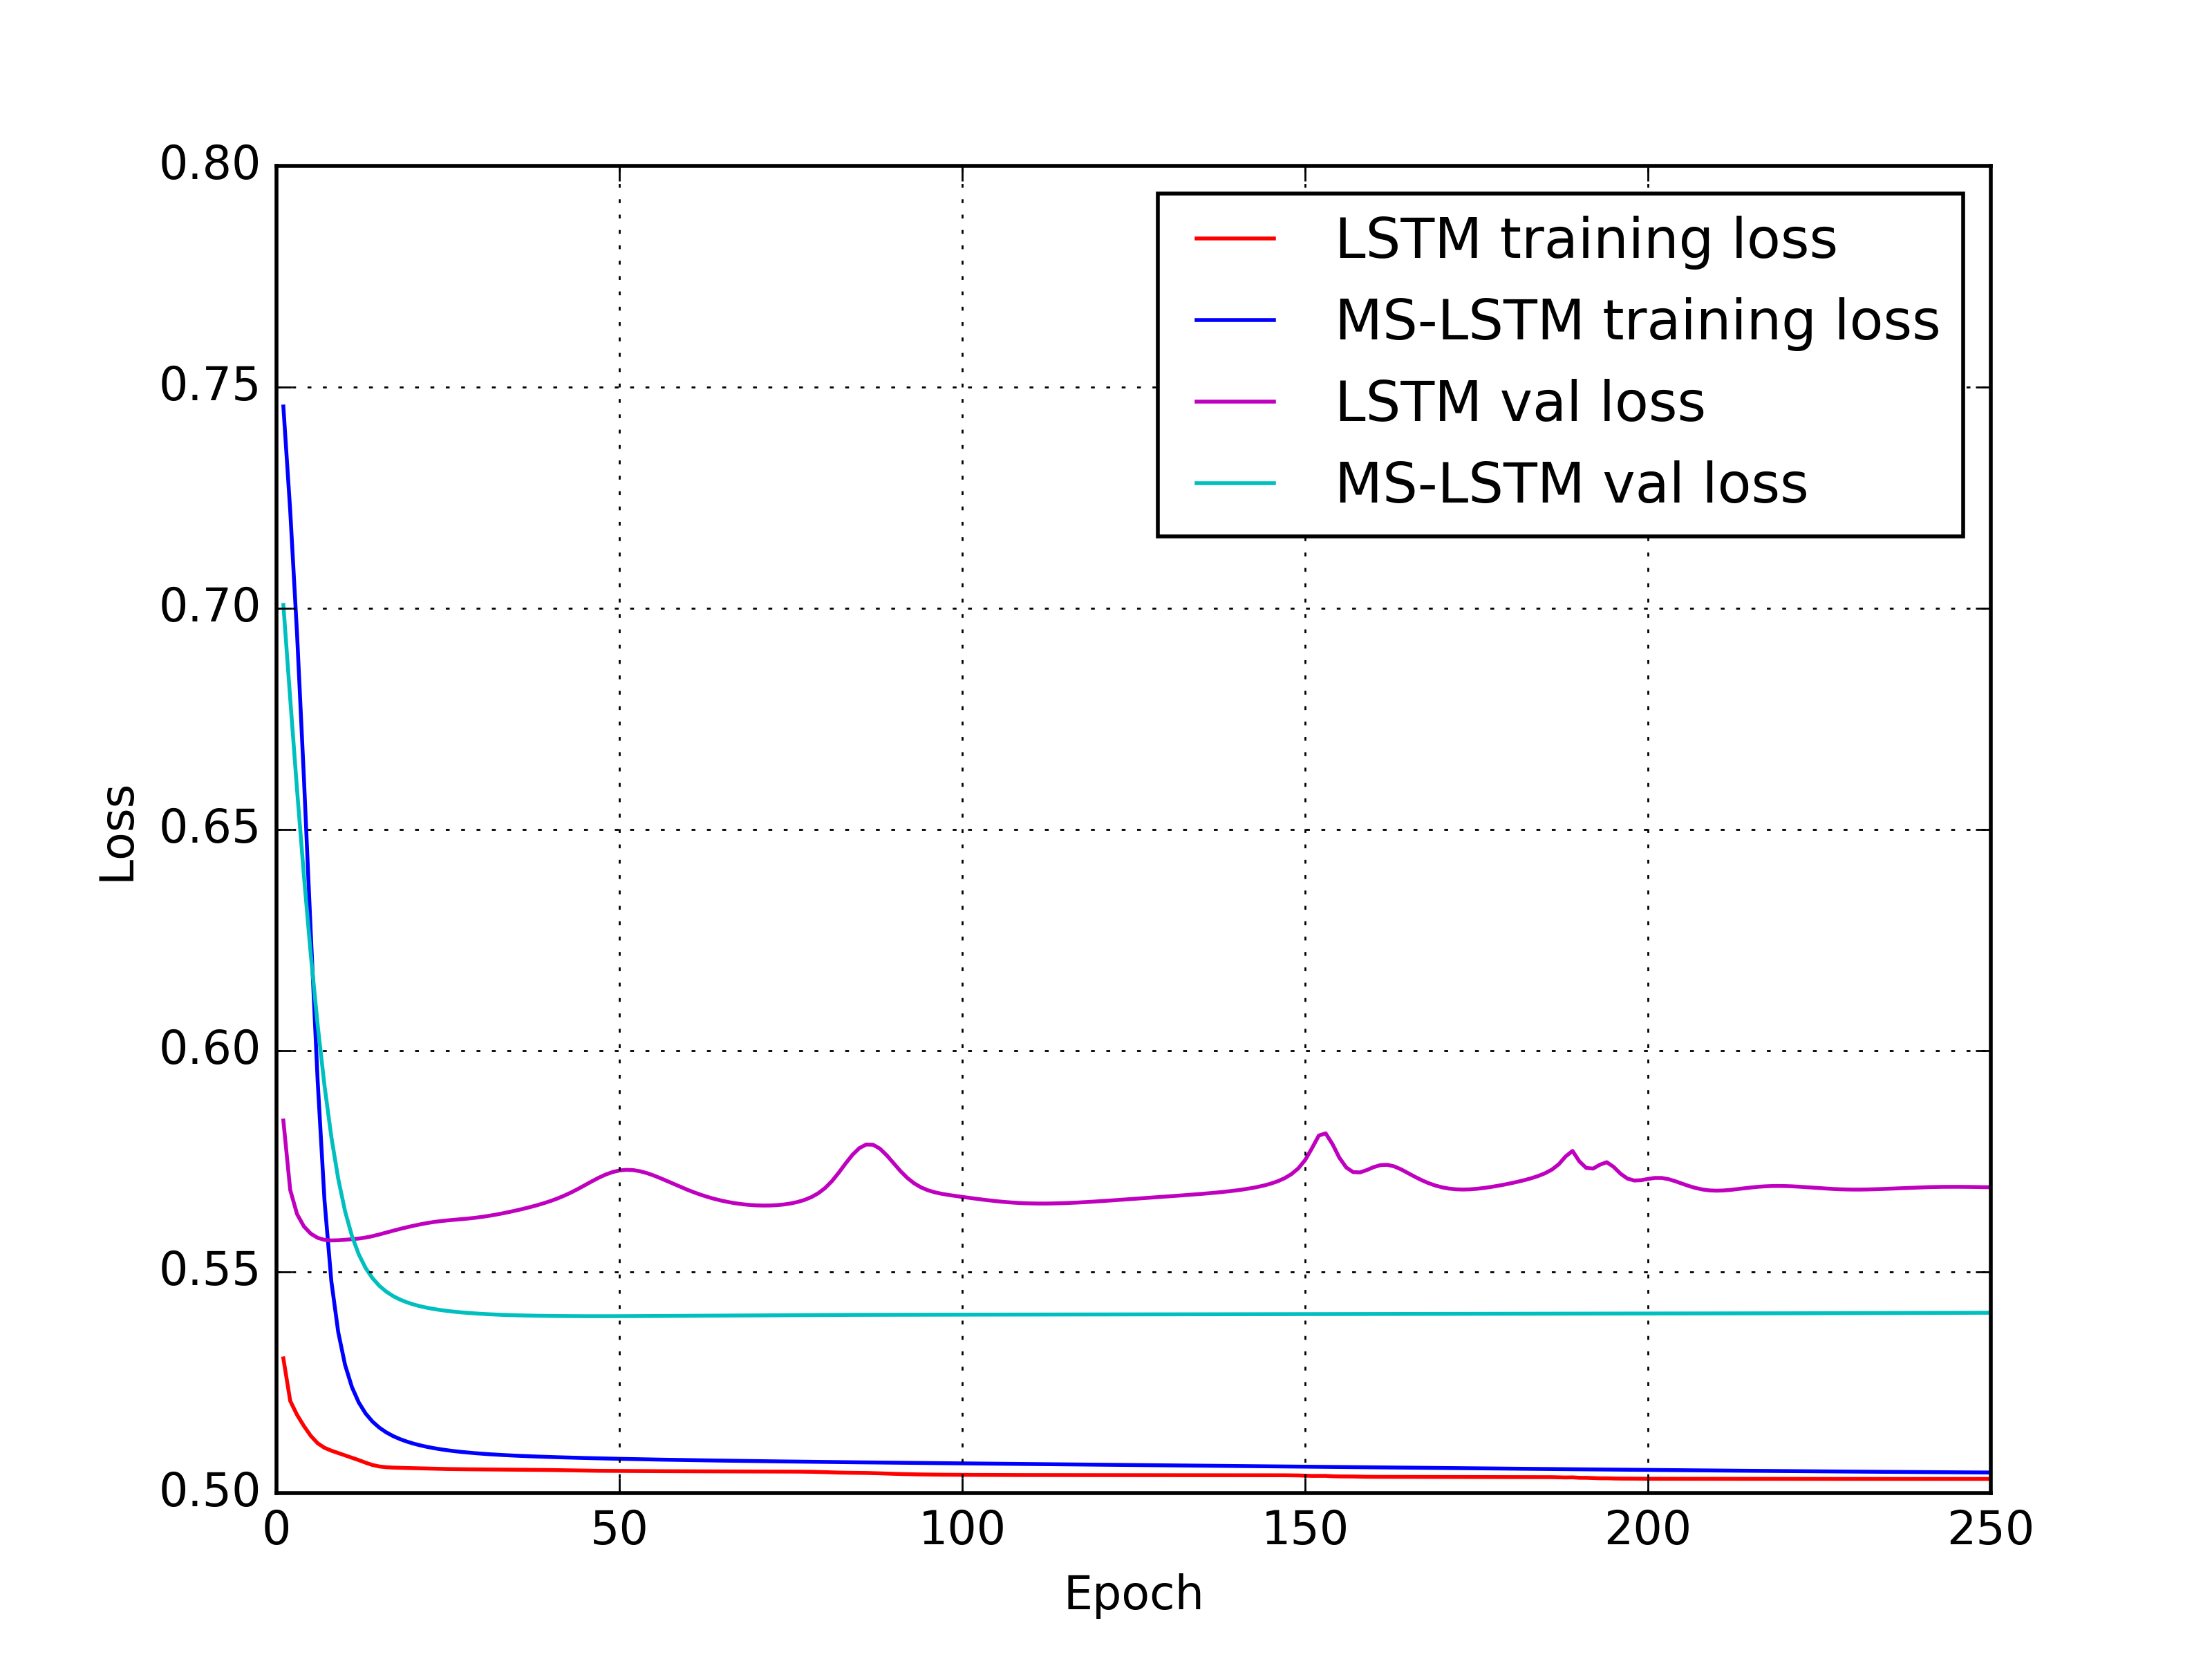 0.80
0.75
0.70
0.65
0.60
0.55
0.50
Loss
LSTM training loss
MS-LSTM training loss
LSTM val loss
MS-LSTM val loss
0 50 100 150 200 250
Epoch